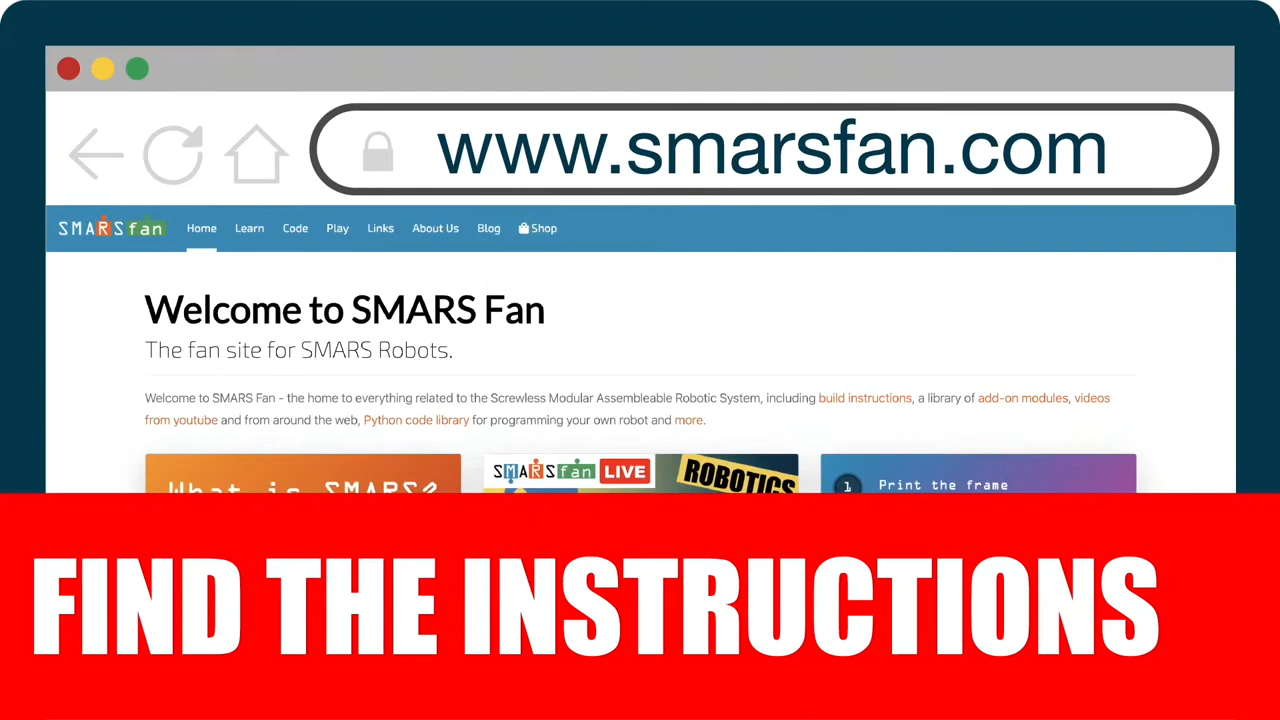 www.smarsfan.com
SMARSfan Home Learn Code Play Links About Us Blog Shop
Welcome to SMARS Fan
The fan site for SMARS Robots.
Welcome to SMARS Fan - the home to everything related to the Screwless Modular Assembleable Robotic System, including build instructions, a library of add-on modules, videos
from youtube and from around the web, Python code library for programming your own robot and more.
What is SMARS?
SMARSfan LIVE
ROBOTICS
1 Print the frame
FIND THE INSTRUCTIONS